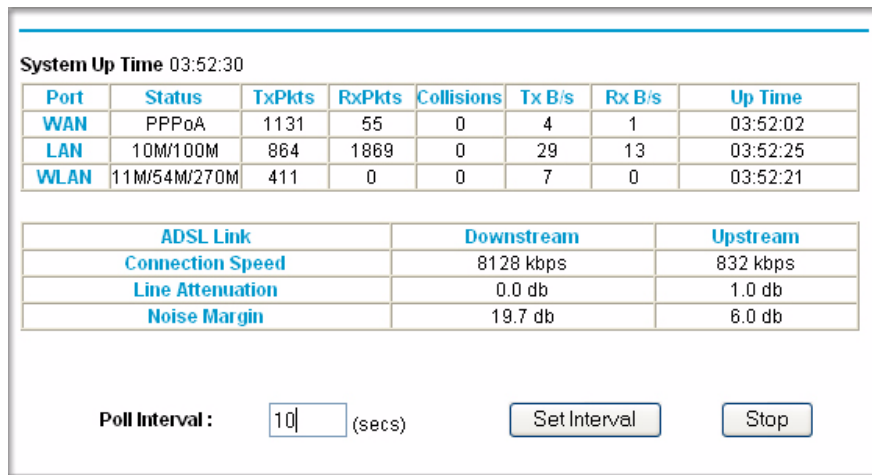 System Up Time 03:52:30
Port Status TxPkts RxPkts Collisions Tx B/s Rx B/s Up Time
WAN PPPoA 1131 55 0 4 1 03:52:02
LAN 10M/100M 864 1869 0 29 13 03:52:25
WLAN 11M/54M/270M 411 0 0 7 0 03:52:21
ADSL Link Downstream Upstream
Connection Speed 8128 kbps 832 kbps
Line Attenuation 0.0 db 1.0 db
Noise Margin 19.7 db 6.0 db
Poll Interval : 10 (secs) Set Interval Stop